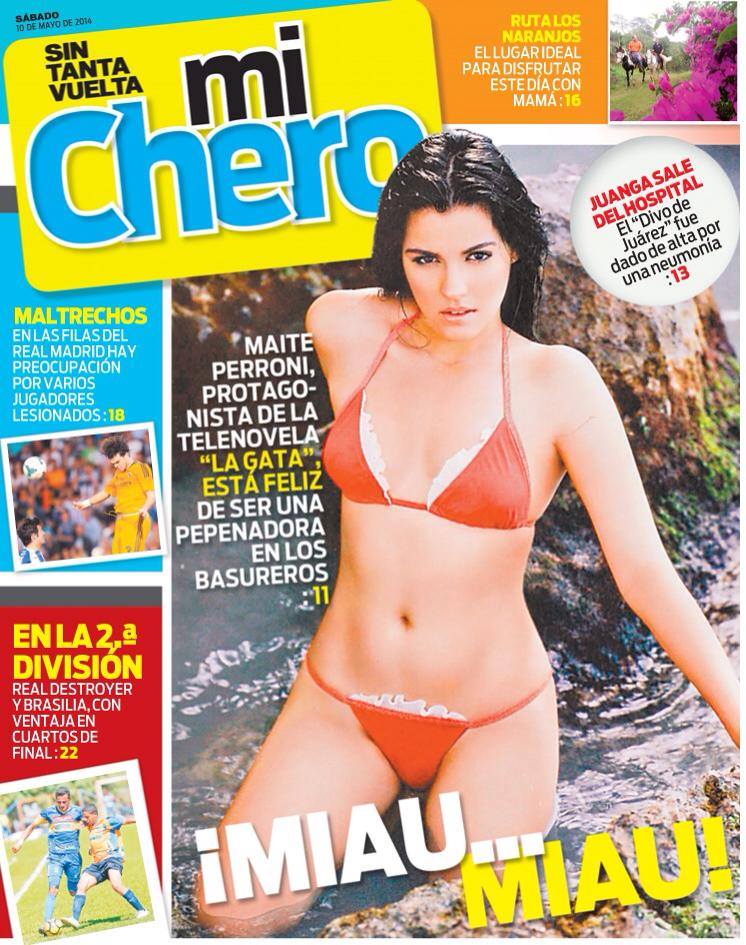 SÁBADO
10 DE MAYO DE 2014
SIN
TANTA
VUELTA
mi
Chero
RUTA LOS
NARANJOS
EL LUGAR IDEAL
PARA DISFRUTAR
ESTE DÍA CON
MAMÁ : 16
JUANGA SALE
DEL HOSPITAL
El “Divo de
Juárez” fue
dado de alta por
una neumonía
: 13
MALTRECHOS
EN LAS FILAS DEL
REAL MADRID HAY
PREOCUPACIÓN
POR VARIOS
JUGADORES
LESIONADOS : 18
MAITE
PERRONI,
PROTAGO-
NISTA DE LA
TELENOVELA
“LA GATA”,
ESTÁ FELIZ
DE SER UNA
PEPENADORA
EN LOS
BASUREROS
: 11
EN LA 2.ª
DIVISIÓN
REAL DESTROYER
Y BRASILIA, CON
VENTAJA EN
CUARTOS DE
FINAL : 22
¡MIAU...
MIAU!